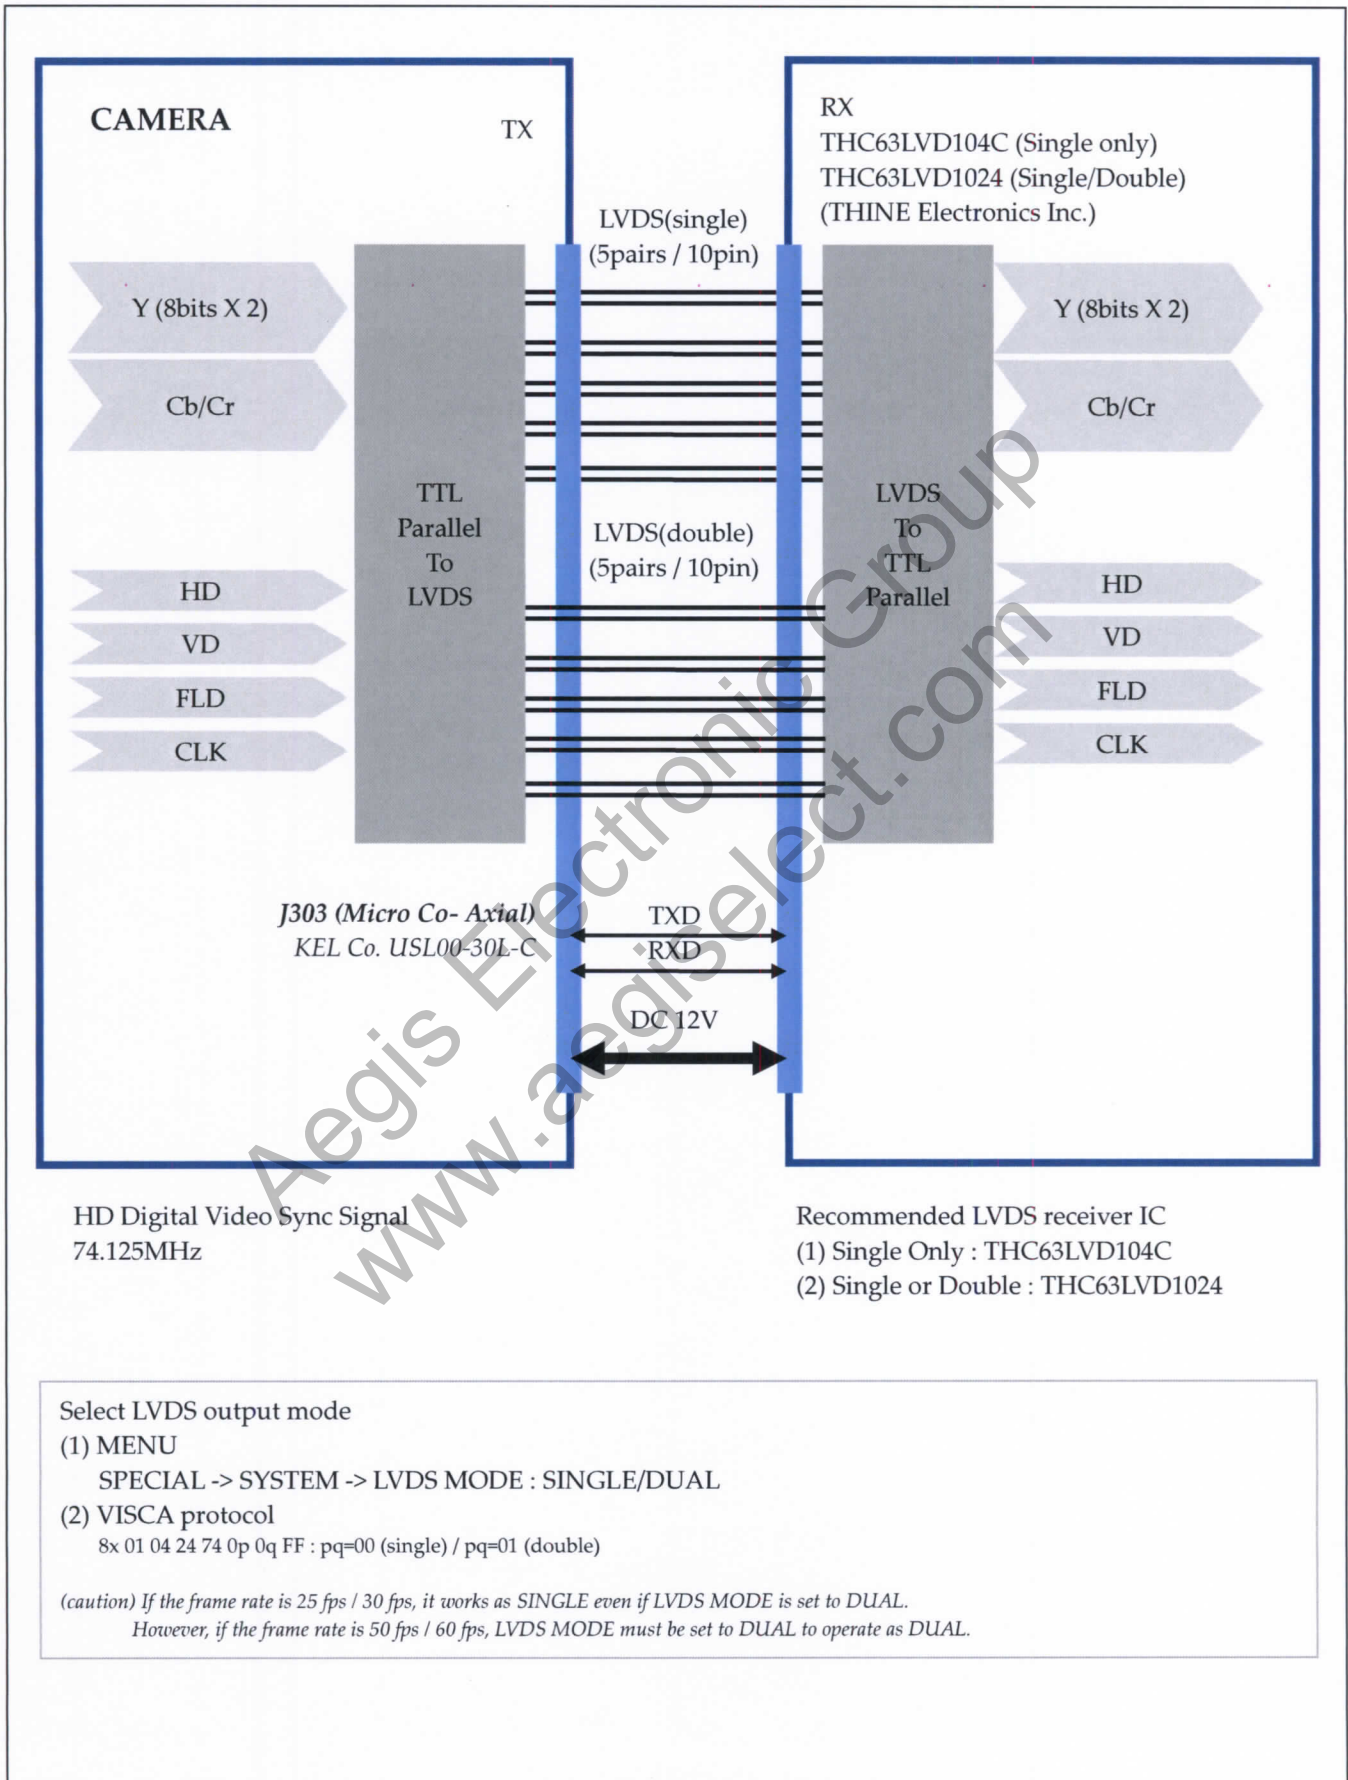 CAMERA
TX
RX
THC63LVD104C (Single only)
THC63LVD1024 (Single/Double)
(THINE Electronics Inc.)
LVDS(single)
(5pairs / 10pin)
Y (8bits X 2)
Cb/Cr
Y (8bits X 2)
Cb/Cr
TTL
Parallel
To
LVDS
LVDS(double)
(5pairs / 10pin)
LVDS
To
TTL
Parallel
HD
VD
FLD
CLK
HD
VD
FLD
CLK
J303 (Micro Co- Axial)
KEL Co. USL00-30L-C
TXD
RXD
DC 12V
Aegis Electronic Group
www.aegiselect.com
HD Digital Video Sync Signal
74.125MHz
Recommended LVDS receiver IC
(1) Single Only : THC63LVD104C
(2) Single or Double : THC63LVD1024
Select LVDS output mode
(1) MENU
SPECIAL -> SYSTEM -> LVDS MODE : SINGLE/DUAL
(2) VISCA protocol
8x 01 04 24 74 0p 0q FF : pq=00 (single) / pq=01 (double)
(caution) If the frame rate is 25 fps / 30 fps, it works as SINGLE even if LVDS MODE is set to DUAL.
However, if the frame rate is 50 fps / 60 fps, LVDS MODE must be set to DUAL to operate as DUAL.